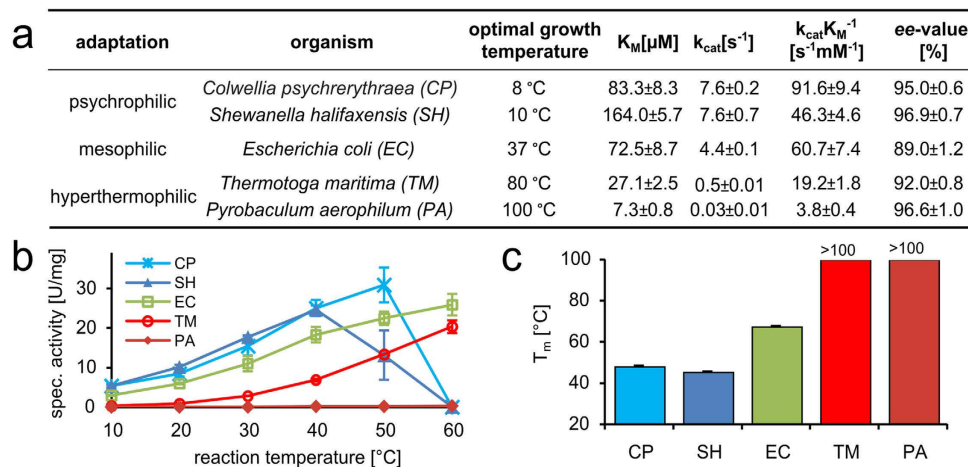 a
adaptation organism optimal growth temperature K_M[µM] k_cat[s⁻¹] k_catK_M⁻¹ [s⁻¹mM⁻¹] ee-value [%]
psychrophilic Colwellia psychrerythraea (CP) 8 °C 83.3±8.3 7.6±0.2 91.6±9.4 95.0±0.6
Shewanella halifaxensis (SH) 10 °C 164.0±5.7 7.6±0.7 46.3±4.6 96.9±0.7
mesophilic Escherichia coli (EC) 37 °C 72.5±8.7 4.4±0.1 60.7±7.4 89.0±1.2
hyperthermophilic Thermotoga maritima (TM) 80 °C 27.1±2.5 0.5±0.01 19.2±1.8 92.0±0.8
Pyrobaculum aerophilum (PA) 100 °C 7.3±0.8 0.03±0.01 3.8±0.4 96.6±1.0
b
CP
SH
EC
TM
PA
spec. activity [U/mg]
30
20
10
0
10 20 30 40 50 60
reaction temperature [°C]
c
>100 >100
T_m [°C]
100
80
60
40
20
CP SH EC TM PA